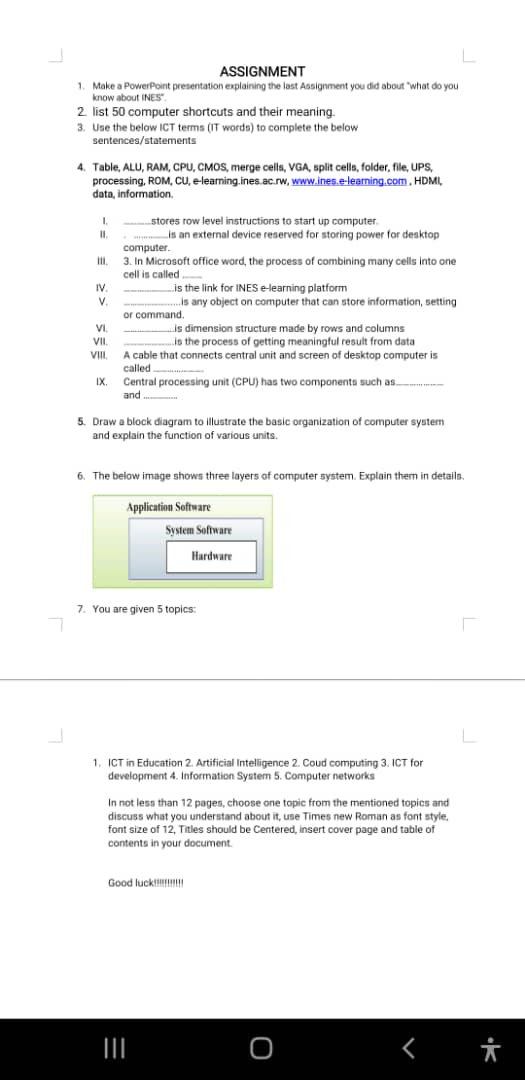 ASSIGNMENT
1. Make a PowerPoint presentation explaining the last Assignment you did about "what do you
know about INES".
2. list 50 computer shortcuts and their meaning.
3. Use the below ICT terms (IT words) to complete the below
sentences/statements
4. Table, ALU, RAM, CPU, CMOS, merge cells, VGA, split cells, folder, file, UPS,
processing, ROM, CU, e-learning.ines.ac.rw, www.ines.e-learning.com , HDMI,
data, information.
I. ............stores row level instructions to start up computer.
II. . ..............is an external device reserved for storing power for desktop
computer.
III. 3. In Microsoft office word, the process of combining many cells into one
cell is called ........
IV. ....................is the link for INES e-learning platform
V. ......................is any object on computer that can store information, setting
or command.
VI. ....................is dimension structure made by rows and columns
VII. ....................is the process of getting meaningful result from data
VIII. A cable that connects central unit and screen of desktop computer is
called ...................
IX. Central processing unit (CPU) has two components such as...................
and ..............
5. Draw a block diagram to illustrate the basic organization of computer system
and explain the function of various units.
6. The below image shows three layers of computer system. Explain them in details.
Application Software
System Software
Hardware
7. You are given 5 topics:
1. ICT in Education 2. Artificial Intelligence 2. Coud computing 3. ICT for
development 4. Information System 5. Computer networks
In not less than 12 pages, choose one topic from the mentioned topics and
discuss what you understand about it, use Times new Roman as font style,
font size of 12, Titles should be Centered, insert cover page and table of
contents in your document.
Good luck!!!!!!!!!!!